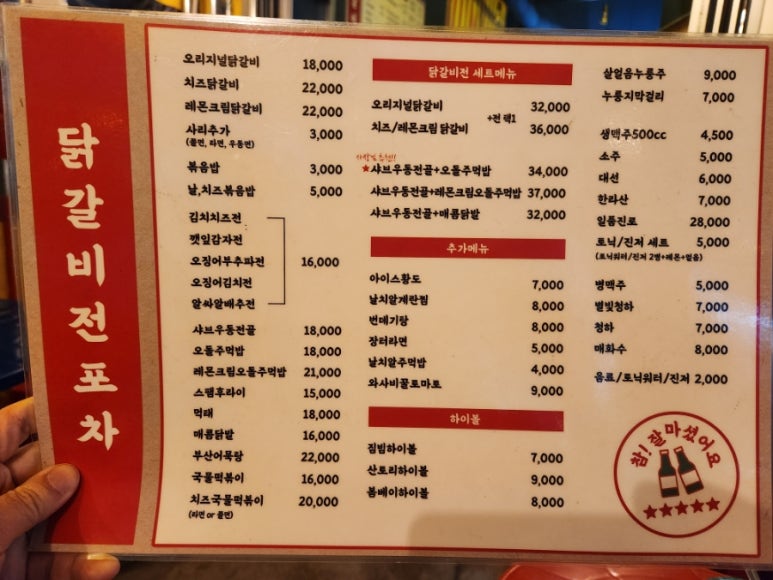 닭갈비전포차
오리지널닭갈비 18,000
치즈닭갈비 22,000
레몬크림닭갈비 22,000
사리추가 3,000
(쫄면, 라면, 우동면)
볶음밥 3,000
날,치즈볶음밥 5,000
김치치즈전
깻잎감자전
오징어부추파전 16,000
오징어김치전
알싸알배추전
샤브우동전골 18,000
오돌주먹밥 18,000
레몬크림오돌주먹밥 21,000
스팸후라이 15,000
먹태 18,000
매콤닭발 16,000
부산어묵탕 22,000
국물떡볶이 16,000
치즈국물떡볶이 20,000
(라면 or 쫄면)
닭갈비전 세트메뉴
오리지널닭갈비 32,000
+전 택1
치즈/레몬크림 닭갈비 36,000
★샤브우동전골+오돌주먹밥 34,000
샤브우동전골+레몬크림오돌주먹밥 37,000
샤브우동전골+매콤닭발 32,000
추가메뉴
아이스황도 7,000
날치알계란찜 8,000
번데기탕 8,000
장터라면 5,000
날치알주먹밥 4,000
와사비꿀토마토 9,000
하이볼
짐빔하이볼 7,000
산토리하이볼 9,000
봄베이하이볼 8,000
살얼음누룽주 9,000
누룽지막걸리 7,000
생맥주500cc 4,500
소주 5,000
대선 6,000
한라산 7,000
일품진로 28,000
토닉/진저 세트 5,000
(토닉워터/진저 2병+레몬+얼음)
병맥주 5,000
별빛청하 7,000
청하 7,000
매화수 8,000
음료/토닉워터/진저 2,000
참! 잘마셨어요
★★★★★